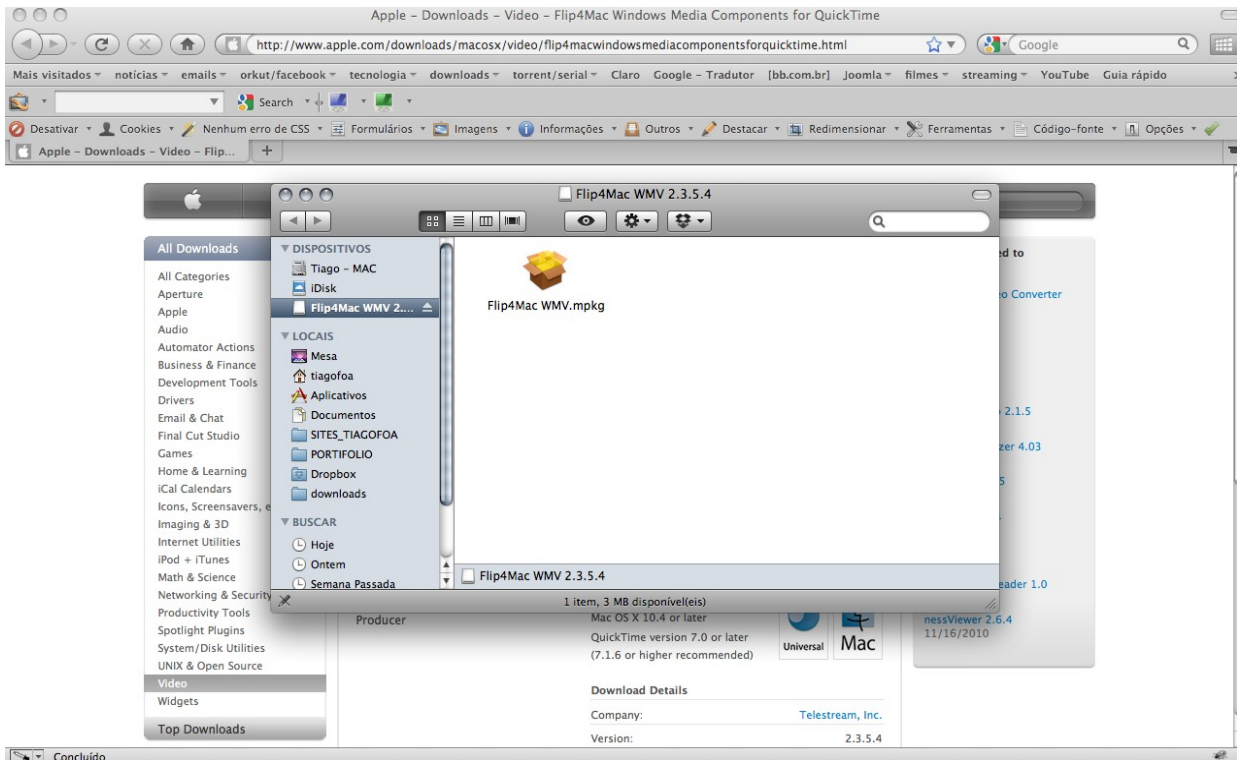 Apple – Downloads – Video – Flip4Mac Windows Media Components for QuickTime
http://www.apple.com/downloads/macosx/video/flip4macwindowsmediacomponentsforquicktime.html
Google
Mais visitados notícias emails orkut/facebook tecnologia downloads torrent/serial Claro Google – Tradutor [bb.com.br] Joomla filmes streaming YouTube Guia rápido
Search
Desativar Cookies Nenhum erro de CSS Formulários Imagens Informações Outros Destacar Redimensionar Ferramentas Código-fonte Opções
Apple – Downloads – Video – Flip...
Flip4Mac WMV 2.3.5.4
DISPOSITIVOS
Tiago – MAC
iDisk
Flip4Mac WMV 2....
LOCAIS
Mesa
tiagofoa
Aplicativos
Documentos
SITES_TIAGOFOA
PORTIFOLIO
Dropbox
downloads
BUSCAR
Hoje
Ontem
Semana Passada
Flip4Mac WMV.mpkg
Flip4Mac WMV 2.3.5.4
1 item, 3 MB disponível(eis)
All Downloads
All Categories
Aperture
Apple
Audio
Automator Actions
Business & Finance
Development Tools
Drivers
Email & Chat
Final Cut Studio
Games
Home & Learning
iCal Calendars
Icons, Screensavers, e
Imaging & 3D
Internet Utilities
iPod + iTunes
Math & Science
Networking & Security
Productivity Tools
Spotlight Plugins
System/Disk Utilities
UNIX & Open Source
Video
Widgets
Top Downloads
Producer
Mac OS X 10.4 or later
QuickTime version 7.0 or later
(7.1.6 or higher recommended)
Universal
Mac
Download Details
Company: Telestream, Inc.
Version: 2.3.5.4
ed to
eo Converter
2.1.5
zer 4.03
5
eader 1.0
nessViewer 2.6.4
11/16/2010
Concluído